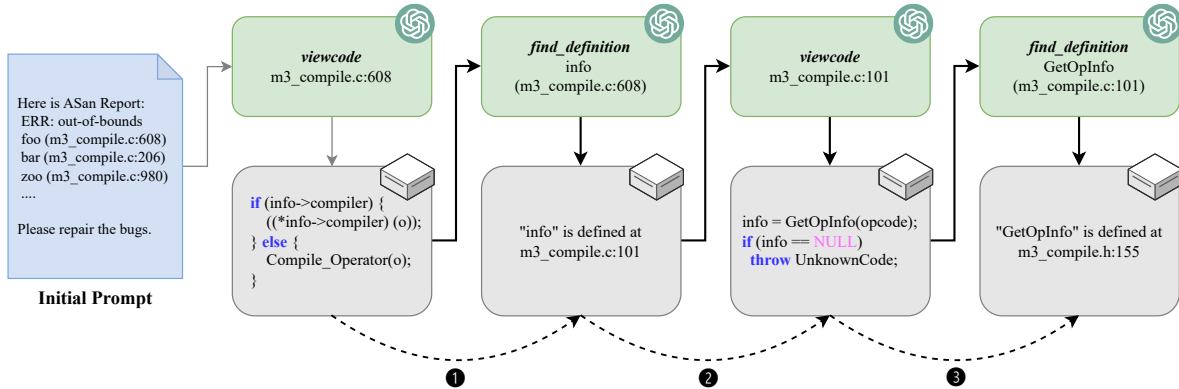 Here is ASan Report:
ERR: out-of-bounds
foo (m3_compile.c:608)
bar (m3_compile.c:206)
zoo (m3_compile.c:980)
....
Please repair the bugs.
Initial Prompt
viewcode
m3_compile.c:608
if (info->compiler) {
((*info->compiler) (o));
} else {
Compile_Operator(o);
}
find_definition
info
(m3_compile.c:608)
"info" is defined at
m3_compile.c:101
viewcode
m3_compile.c:101
info = GetOpInfo(opcode);
if (info == NULL)
throw UnknownCode;
find_definition
GetOpInfo
(m3_compile.c:101)
"GetOpInfo" is defined at
m3_compile.h:155
❶
❷
❸